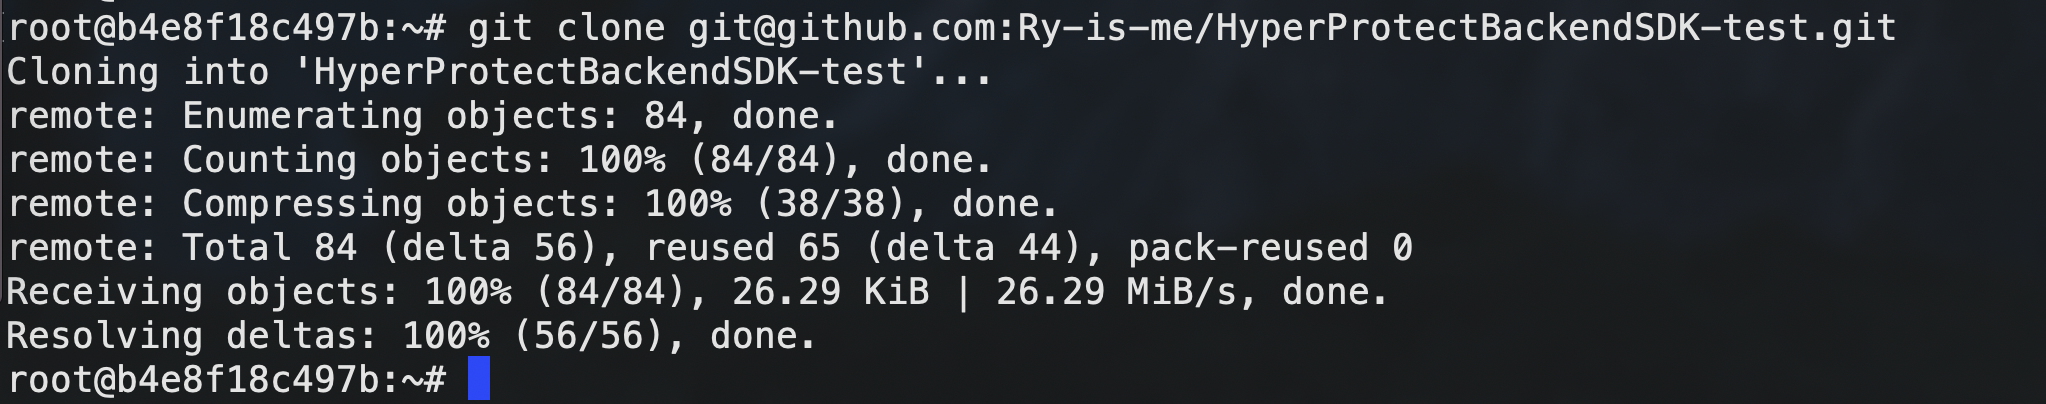 root@b4e8f18c497b:~# git clone git@github.com:Ry-is-me/HyperProtectBackendSDK-test.git
Cloning into 'HyperProtectBackendSDK-test'...
remote: Enumerating objects: 84, done.
remote: Counting objects: 100% (84/84), done.
remote: Compressing objects: 100% (38/38), done.
remote: Total 84 (delta 56), reused 65 (delta 44), pack-reused 0
Receiving objects: 100% (84/84), 26.29 KiB | 26.29 MiB/s, done.
Resolving deltas: 100% (56/56), done.
root@b4e8f18c497b:~#